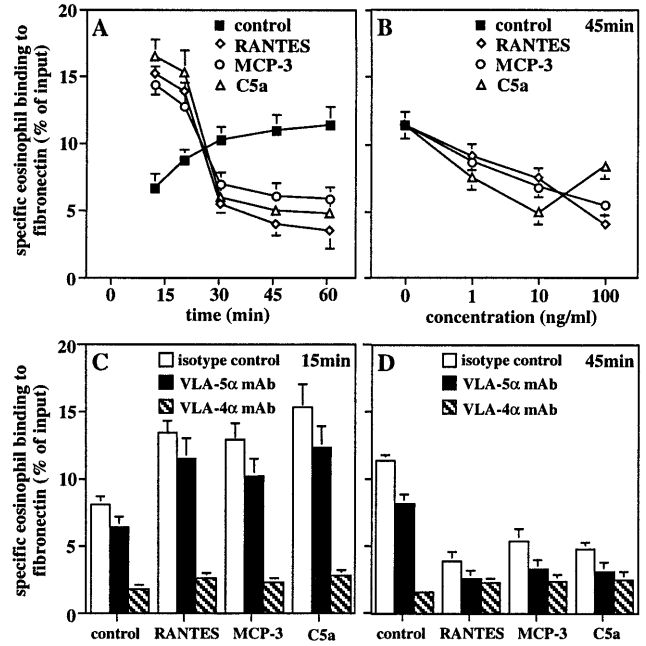 A
control
RANTES
MCP-3
C5a
specific eosinophil binding to
fibronectin (% of input)
20
15
10
5
0
0 15 30 45 60
time (min)
B
45min
control
RANTES
MCP-3
C5a
0 1 10 100
concentration (ng/ml)
C
15min
isotype control
VLA-5α mAb
VLA-4α mAb
specific eosinophil binding to
fibronectin (% of input)
20
15
10
5
0
control RANTES MCP-3 C5a
D
45min
isotype control
VLA-5α mAb
VLA-4α mAb
control RANTES MCP-3 C5a